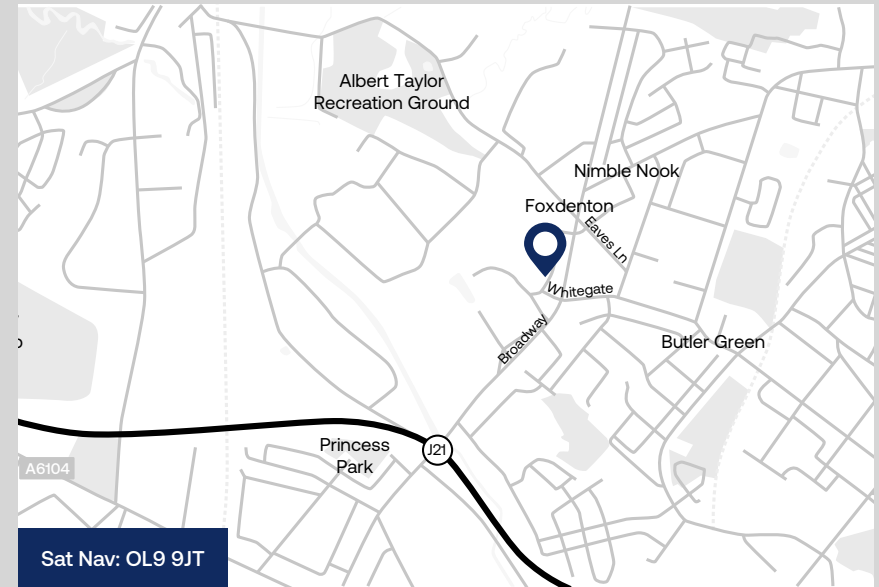 Albert Taylor
Recreation Ground
Nimble Nook
Foxdenton
Eaves Ln
Whitegate
Broadway
Butler Green
J21
Princess
Park
A6104
Sat Nav: OL9 9JT